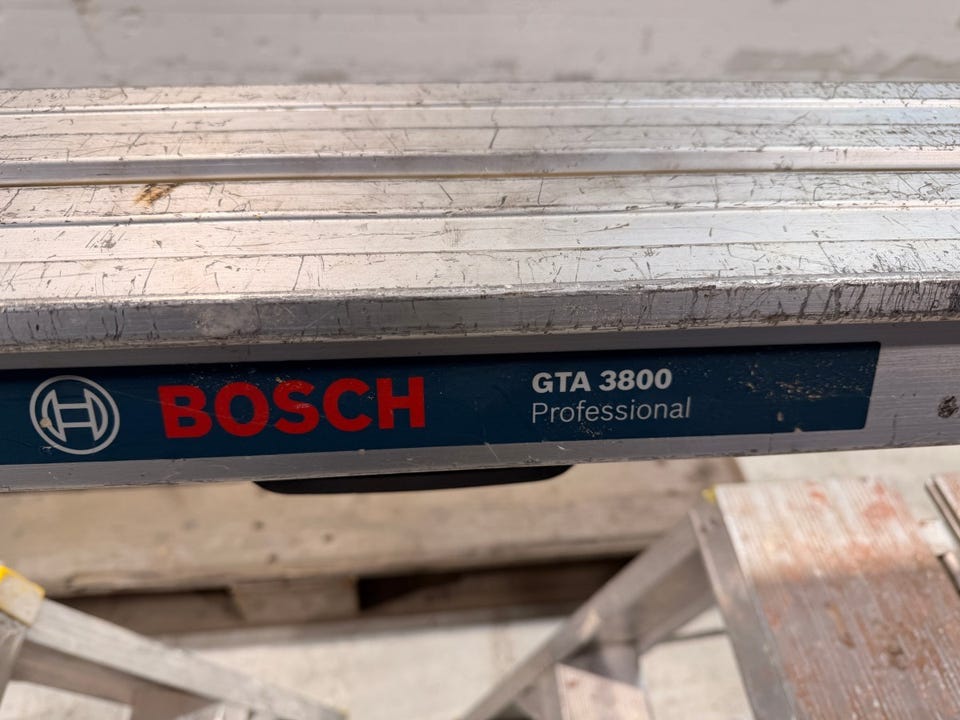 BOSCH
GTA 3800
Professional